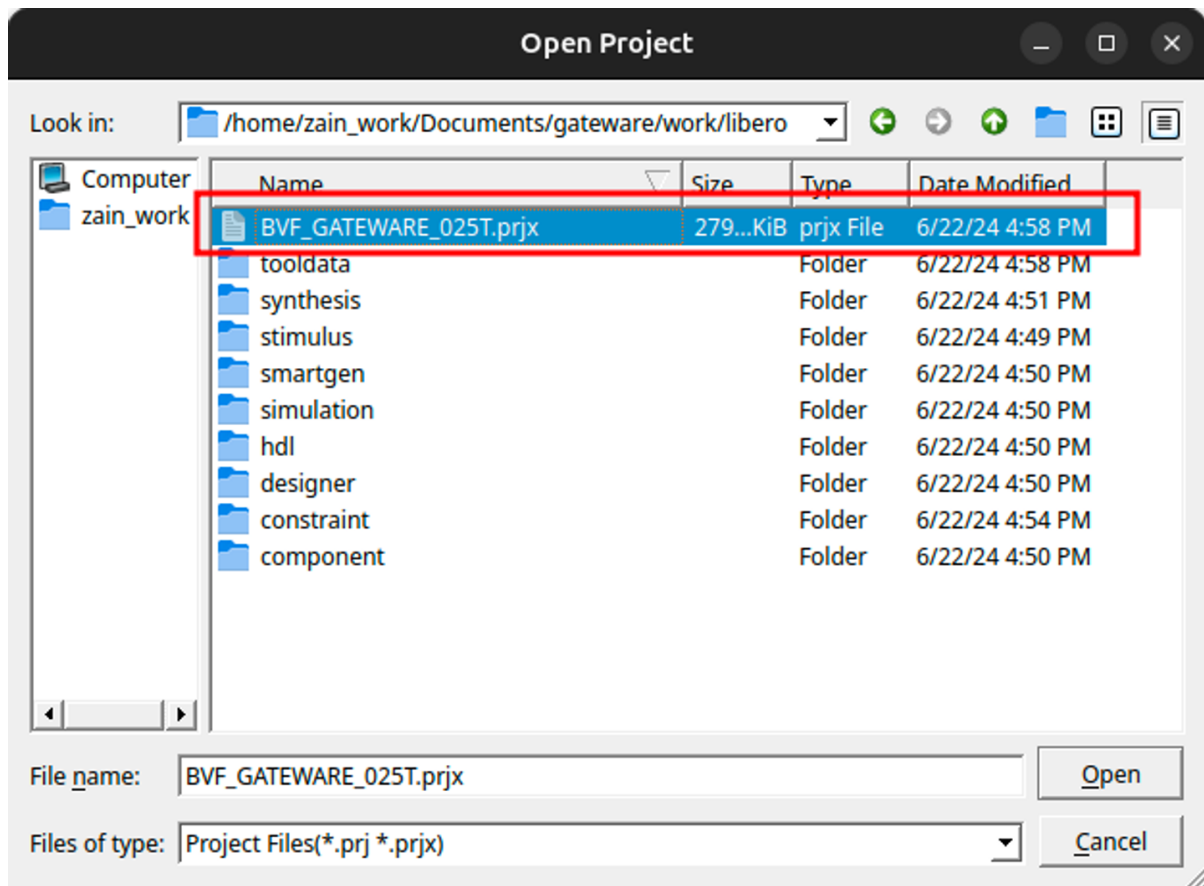 Open Project
Look in: /home/zain_work/Documents/gateware/work/libero
Computer
zain_work
Name Size Type Date Modified
BVF_GATEWARE_025T.prjx 279...KiB prjx File 6/22/24 4:58 PM
tooldata Folder 6/22/24 4:58 PM
synthesis Folder 6/22/24 4:51 PM
stimulus Folder 6/22/24 4:49 PM
smartgen Folder 6/22/24 4:50 PM
simulation Folder 6/22/24 4:50 PM
hdl Folder 6/22/24 4:50 PM
designer Folder 6/22/24 4:50 PM
constraint Folder 6/22/24 4:54 PM
component Folder 6/22/24 4:50 PM
File name: BVF_GATEWARE_025T.prjx Open
Files of type: Project Files(*.prj *.prjx) Cancel